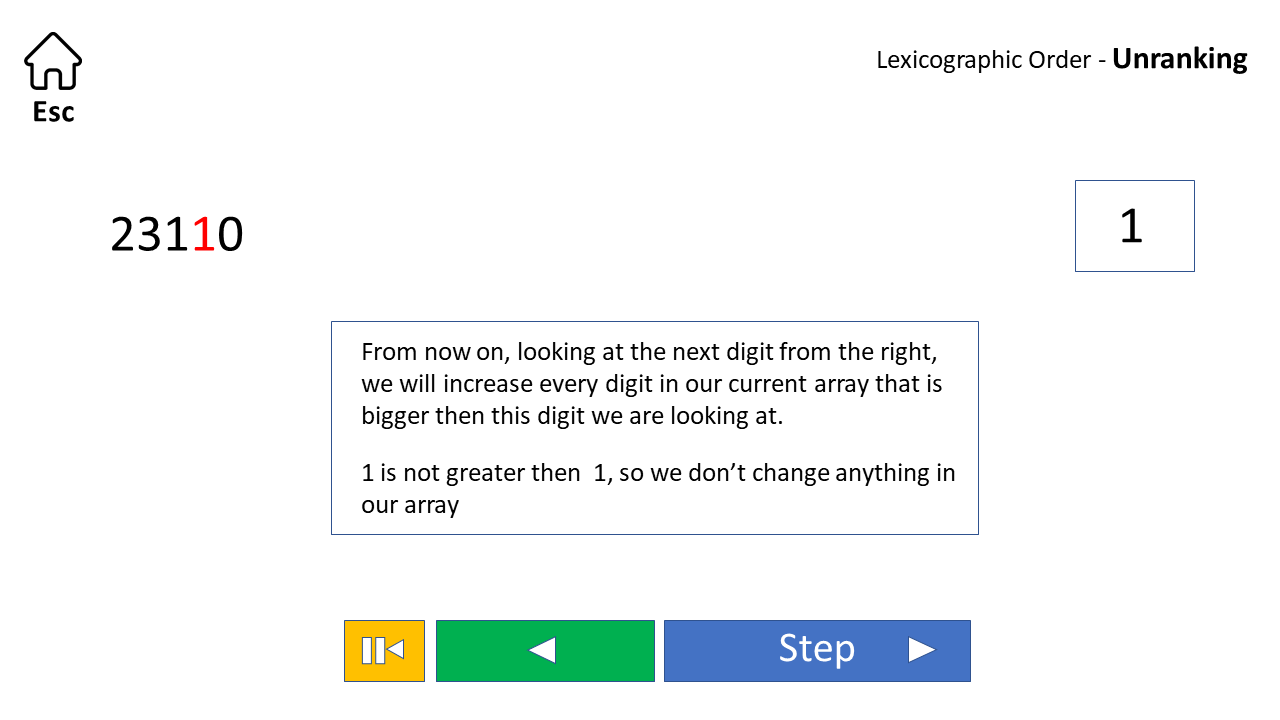 Lexicographic Order - Unranking
Esc
23110
1
From now on, looking at the next digit from the right,
we will increase every digit in our current array that is
bigger then this digit we are looking at.
1 is not greater then  1, so we don’t change anything in
our array
Step